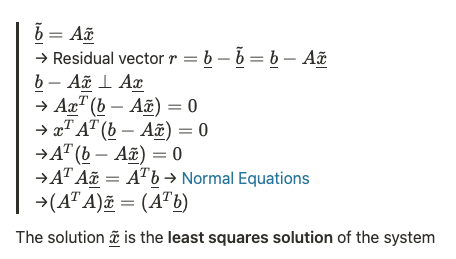 b̲̃ = Ax̲̃
→ Residual vector r = b̲ − b̲̃ = b̲ − Ax̲̃
b̲ − Ax̲̃ ⊥ Ax̲
→ Ax̲ᵀ(b̲ − Ax̲̃) = 0
→ x̲ᵀAᵀ(b̲ − Ax̲̃) = 0
→Aᵀ(b̲ − Ax̲̃) = 0
→AᵀAx̲̃ = Aᵀb̲ → Normal Equations
→(AᵀA)x̲̃ = (Aᵀb̲)
The solution x̲̃ is the least squares solution of the system